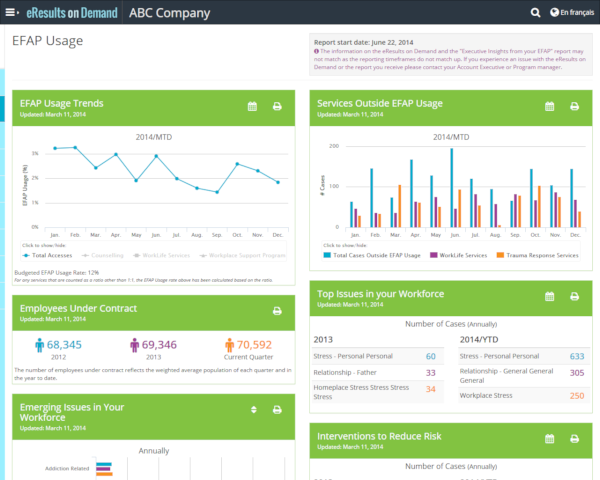 eResults on Demand ABC Company En français
EFAP Usage
Report start date: June 22, 2014
The information on the eResults on Demand and the "Executive Insights from your EFAP" report may
not match as the reporting timeframes do not match up. If you experience an issue with the eResults on
Demand or the report you receive please contact your Account Executive or Program manager.
EFAP Usage Trends
Updated: March 11, 2014
2014/MTD
EFAP Usage (%)
3%
2%
1%
0%
Jan. Feb. Mar. Apr. May Jun. Jul. Aug. Sep. Oct. Nov. Dec.
Click to show/hide:
Total Accesses Counselling WorkLife Services Workplace Support Program
Budgeted EFAP Usage Rate: 12%
For any services that are counted as a ratio other than 1:1, the EFAP Usage rate above has been calculated based on the ratio.
Services Outside EFAP Usage
Updated: March 11, 2014
2014/MTD
# Cases
200
100
0
Jan. Feb. Mar. Apr. May Jun. Jul. Aug. Sep. Oct. Nov. Dec.
Click to show/hide:
Total Cases Outside EFAP Usage WorkLife Services Trauma Response Services
Employees Under Contract
Updated: March 11, 2014
68,345
2012
69,346
2013
70,592
Current Quarter
The number of employees under contract reflects the weighted average population of each quarter and in
the year to date.
Top Issues in your Workforce
Updated: March 11, 2014
Number of Cases (Annually)
2013
Stress - Personal Personal 60
Relationship - Father 33
Homeplace Stress Stress Stress
Stress 34
2014/YTD
Stress - Personal Personal 633
Relationship - General General
General 305
Workplace Stress 250
Emerging Issues in Your
Workforce
Updated: March 11, 2014
Annually
Addiction Related
Interventions to Reduce Risk
Updated: March 11, 2014
Number of Cases (Annually)